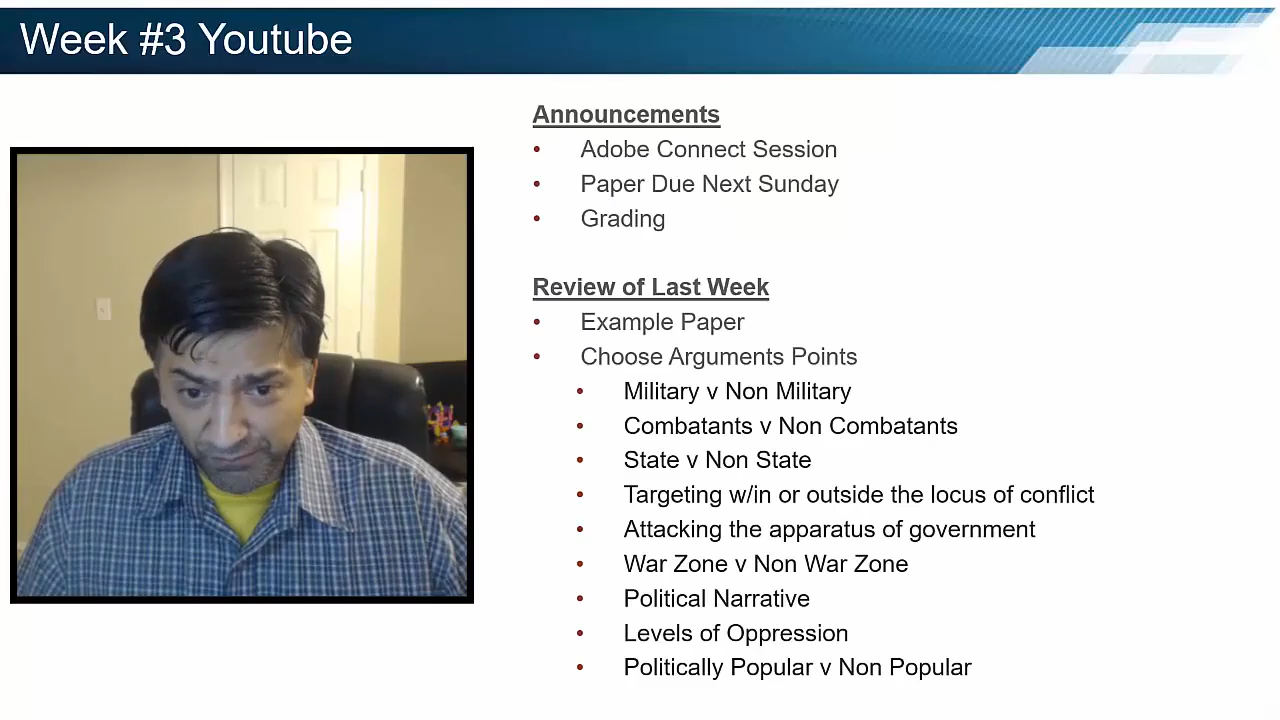 Week #3 Youtube
Announcements
• Adobe Connect Session
• Paper Due Next Sunday
• Grading
Review of Last Week
• Example Paper
• Choose Arguments Points
• Military v Non Military
• Combatants v Non Combatants
• State v Non State
• Targeting w/in or outside the locus of conflict
• Attacking the apparatus of government
• War Zone v Non War Zone
• Political Narrative
• Levels of Oppression
• Politically Popular v Non Popular